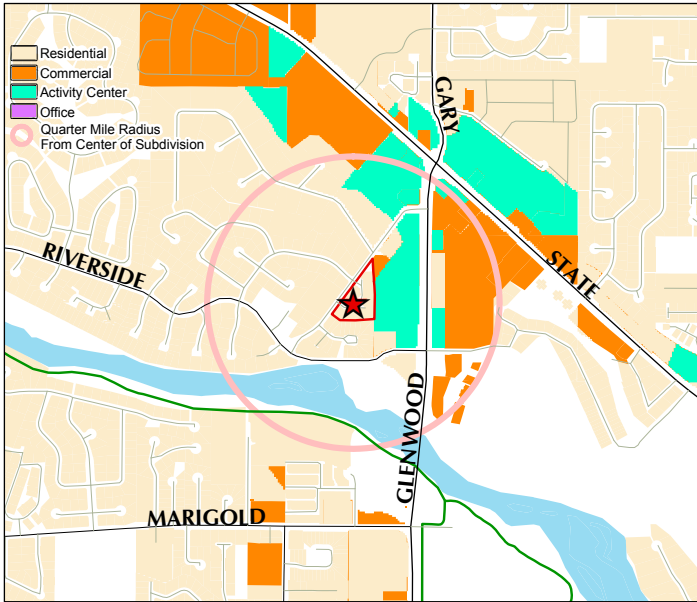 Residential
Commercial
Activity Center
Office
Quarter Mile Radius
From Center of Subdivision
GARY
RIVERSIDE
STATE
GLENWOOD
MARIGOLD